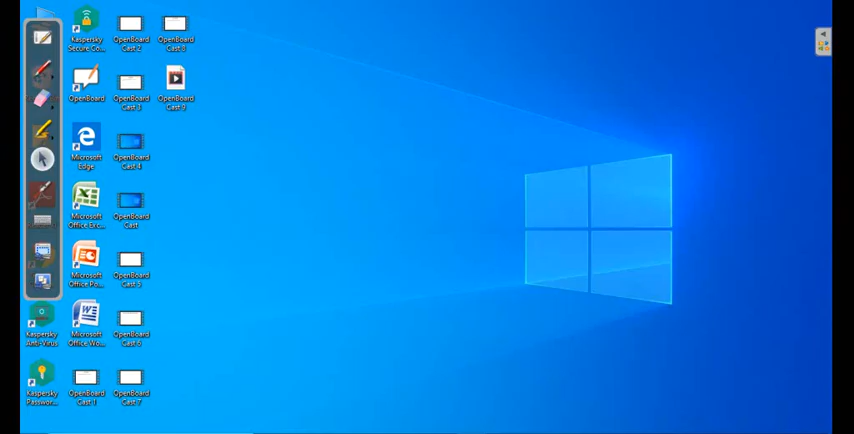 Kaspersky
Secure Co...
OpenBoard
Cast 2
OpenBoard
Cast 8
OpenBoard
OpenBoard
Cast 3
OpenBoard
Cast 9
Microsoft
Edge
OpenBoard
Cast 4
Microsoft
Office Exc...
OpenBoard
Cast
Microsoft
Office Po...
OpenBoard
Cast 5
Kaspersky
Anti-Virus
Microsoft
Office Wo...
OpenBoard
Cast 6
Kaspersky
Passwor...
OpenBoard
Cast 1
OpenBoard
Cast 7